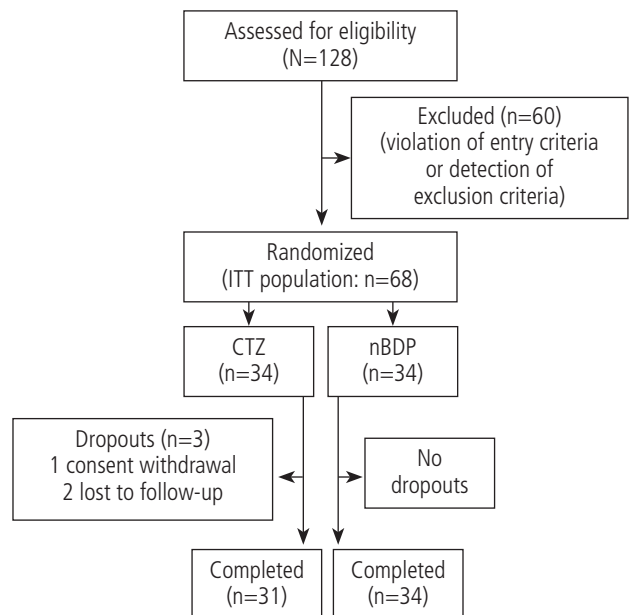 Assessed for eligibility
(N=128)
Excluded (n=60)
(violation of entry criteria
or detection of
exclusion criteria)
Randomized
(ITT population: n=68)
CTZ
(n=34)
nBDP
(n=34)
Dropouts (n=3)
1 consent withdrawal
2 lost to follow-up
No
dropouts
Completed
(n=31)
Completed
(n=34)